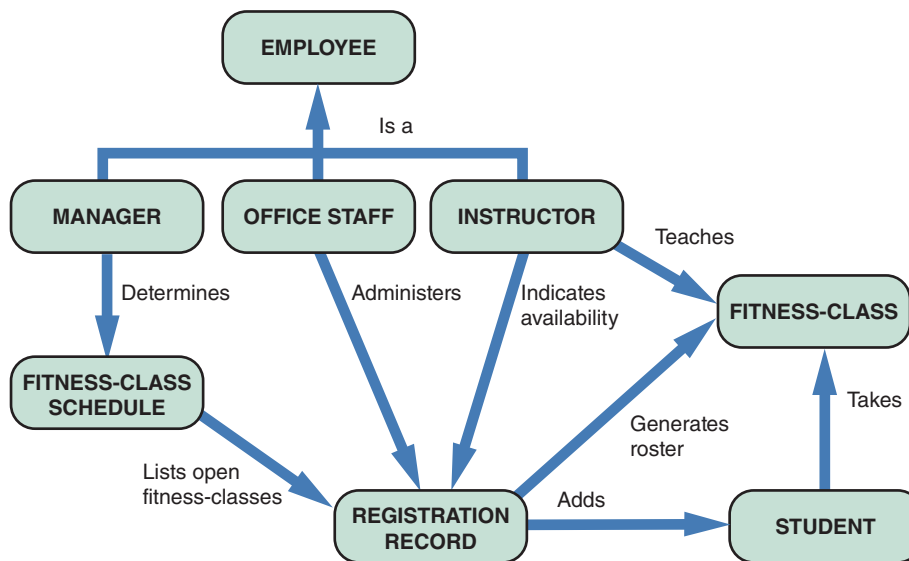 EMPLOYEE
Is a
MANAGER
OFFICE STAFF
INSTRUCTOR
Teaches
Determines
Administers
Indicates
availability
FITNESS-CLASS
FITNESS-CLASS
SCHEDULE
Generates
roster
Takes
Lists open
fitness-classes
REGISTRATION
RECORD
Adds
STUDENT